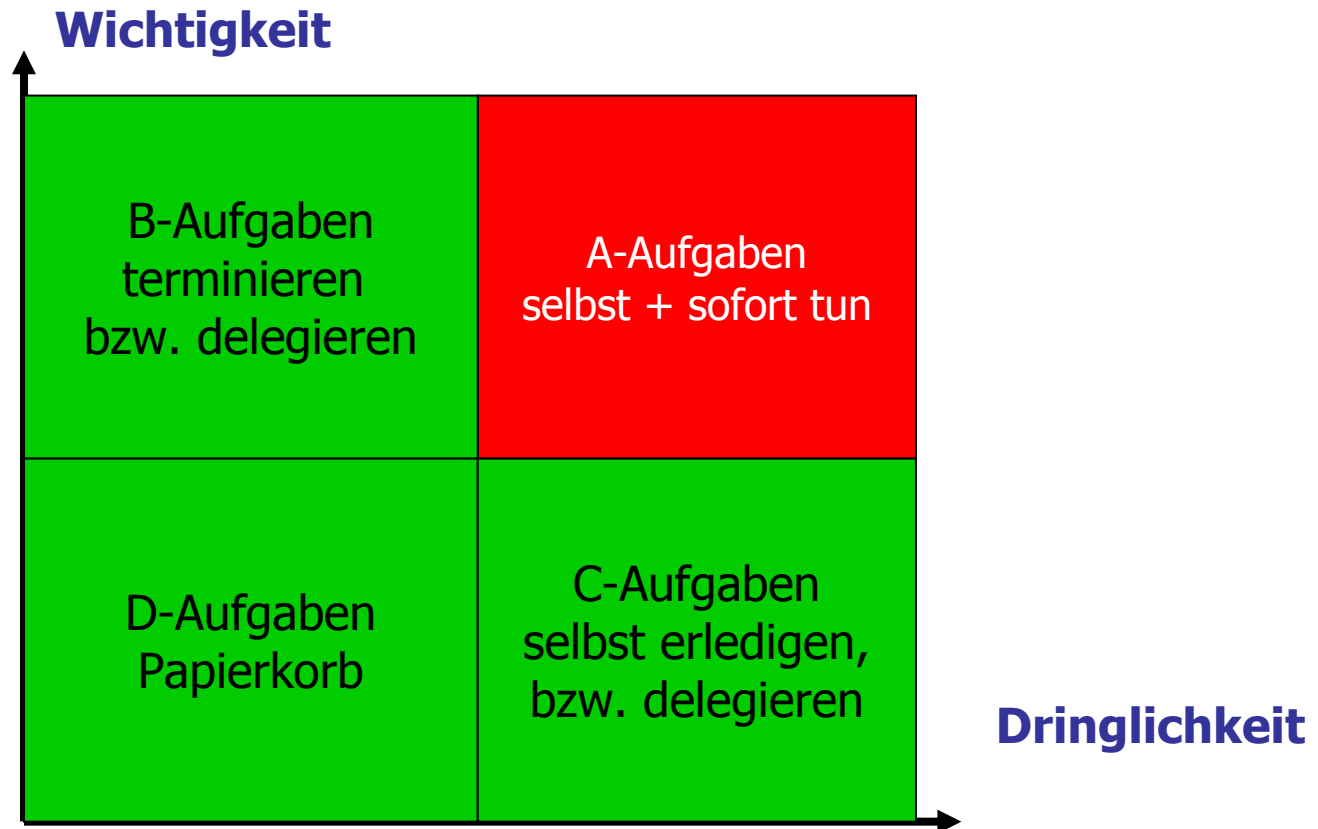 Wichtigkeit
B-Aufgaben
terminieren
bzw. delegieren
A-Aufgaben
selbst + sofort tun
D-Aufgaben
Papierkorb
C-Aufgaben
selbst erledigen,
bzw. delegieren
Dringlichkeit